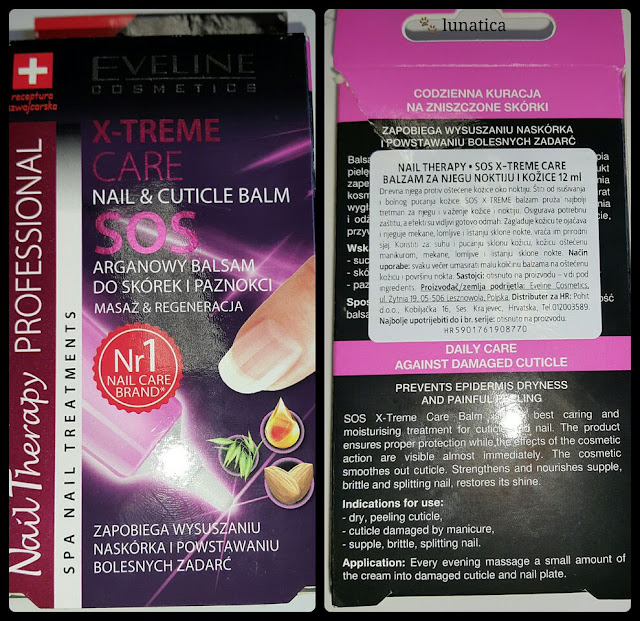 receptura
szwajcarska
EVELINE
COSMETICS
X-TREME
CARE
NAIL & CUTICLE BALM
SOS
ARGANOWY BALSAM
DO SKÓREK I PAZNOKCI
MASAŻ & REGENERACJA
Nr1
NAIL CARE
BRAND*
ZAPOBIEGA WYSUSZANIU
NASKÓRKA I POWSTAWANIU
BOLESNYCH ZADARĆ
Nail Therapy PROFESSIONAL
SPA NAIL TREATMENTS
lunatica
CODZIENNA KURACJA
NA ZNISZCZONE SKÓRKI
ZAPOBIEGA WYSUSZANIU NASKÓRKA
I POWSTAWANIU BOLESNYCH ZADARĆ
NAIL THERAPY • SOS X-TREME CARE
BALZAM ZA NJEGU NOKTIJU I KOŽICE 12 ml
Drevna njega protiv oštećene kožice oko noktiju. Štiti od isušivanja
i bolnog pucanja kožice. SOS X-TREME balzam pruža najbolji
tretman za njegu i vlaženje kožice i noktiju. Osigurava potrebnu
zaštitu, a efekti su vidljivi gotovo odmah. Zaglađuje kožicu te ojačava
i njeguje mekane, lomljive i listanju sklone nokte, vraća im prirodni
sjaj. Koristiti za: suhu i pucanju sklonu kožicu, kožicu oštećenu
manikurom, mekane, lomljive i listanju sklone nokte. Način
uporabe: svaku večer umasirati malu količinu balzama na oštećenu
kožicu i površinu nokta. Sastojci: otisnuto na proizvodu – vidi pod
ingredients. Proizvođač/zemlja podrijetla: Eveline Cosmetics,
ul. Żytnia 19, 05-506 Lesznowola, Polska. Distributer za HR: Pohit
d.o.o., Kobiljačka 16, Ses. Krajevec, Hrvatska, Tel 012003589.
Najbolje upotrijebiti do i br. serije: otisnuto na proizvodu.
HR5901761908770
DAILY CARE
AGAINST DAMAGED CUTICLE
PREVENTS EPIDERMIS DRYNESS
AND PAINFUL PEELING
SOS X-Treme Care Balm is best caring and
moisturising treatment for cuticle and nail. The product
ensures proper protection while the effects of the cosmetic
action are visible almost immediately. The cosmetic
smoothes out cuticle. Strengthens and nourishes supple,
brittle and splitting nail, restores its shine.
Indications for use:
- dry, peeling cuticle,
- cuticle damaged by manicure,
- supple, brittle, splitting nail.
Application: Every evening massage a small amount of
the cream into damaged cuticle and nail plate.